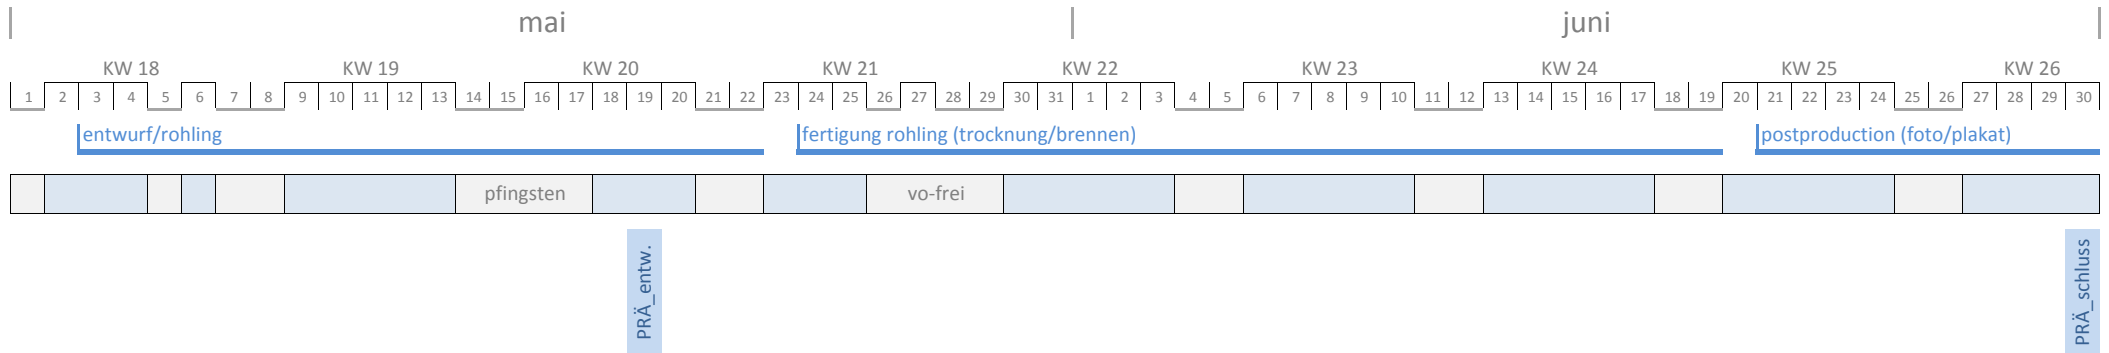 mai juni
KW 18 KW 19 KW 20 KW 21 KW 22 KW 23 KW 24 KW 25 KW 26
1 2 3 4 5 6 7 8 9 10 11 12 13 14 15 16 17 18 19 20 21 22 23 24 25 26 27 28 29 30 31 1 2 3 4 5 6 7 8 9 10 11 12 13 14 15 16 17 18 19 20 21 22 23 24 25 26 27 28 29 30
entwurf/rohling fertigung rohling (trocknung/brennen) postproduction (foto/plakat)
pfingsten vo-frei
PRÄ_entw. PRÄ_schluss